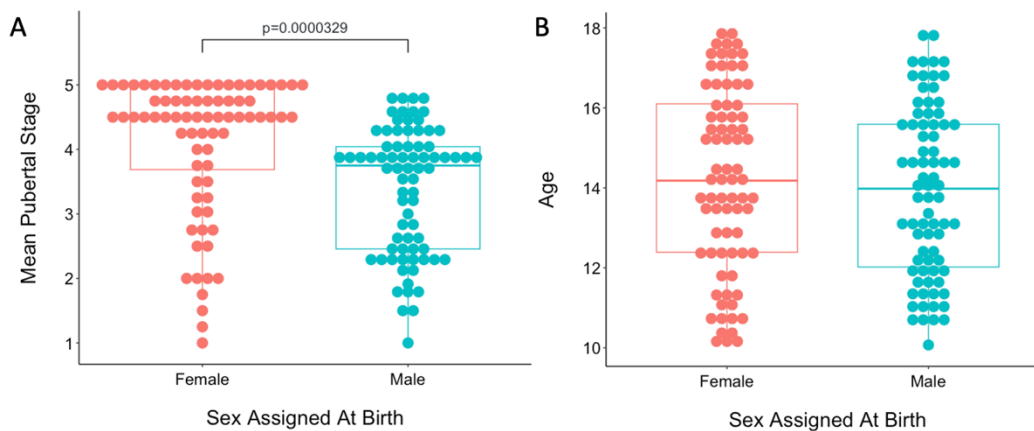 A
p=0.0000329
Mean Pubertal Stage
5
4
3
2
1
Female
Male
Sex Assigned At Birth
B
Age
18
16
14
12
10
Female
Male
Sex Assigned At Birth